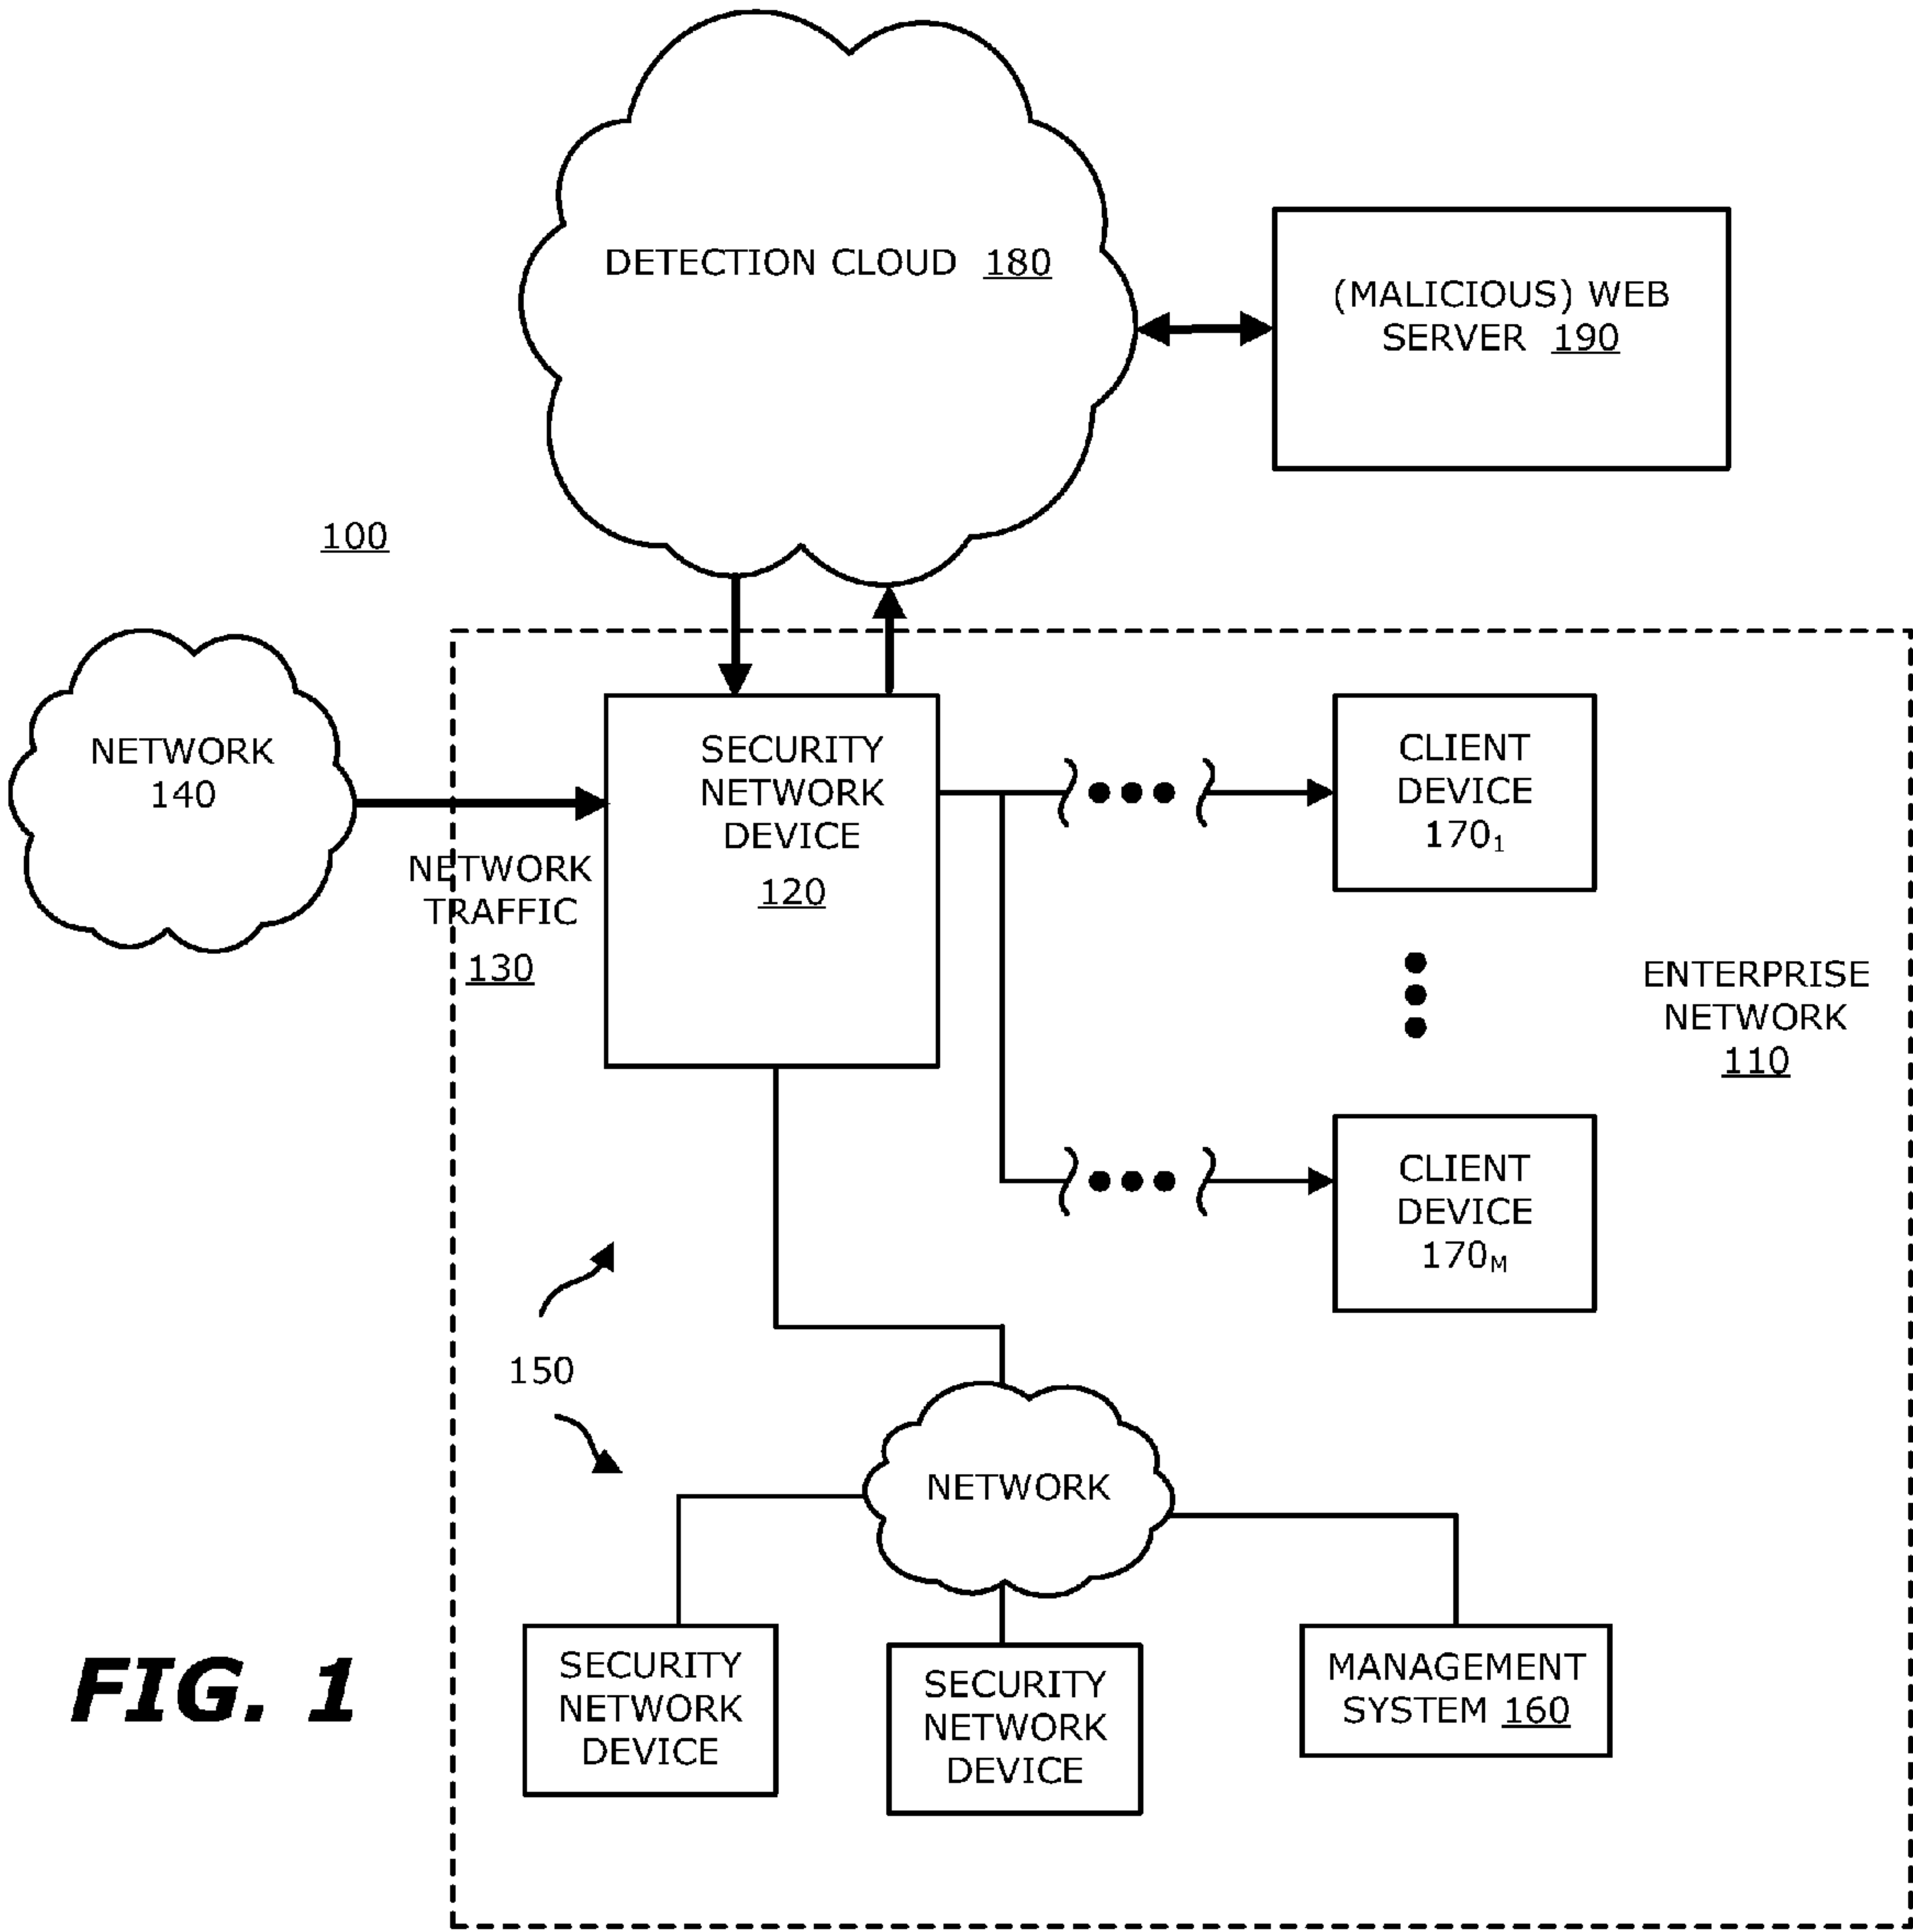 DETECTION CLOUD 180
(MALICIOUS) WEB
SERVER 190
100
NETWORK
140
NETWORK
TRAFFIC
130
SECURITY
NETWORK
DEVICE
120
CLIENT
DEVICE
170₁
ENTERPRISE
NETWORK
110
CLIENT
DEVICE
170ₘ
150
NETWORK
SECURITY
NETWORK
DEVICE
SECURITY
NETWORK
DEVICE
MANAGEMENT
SYSTEM 160
FIG. 1